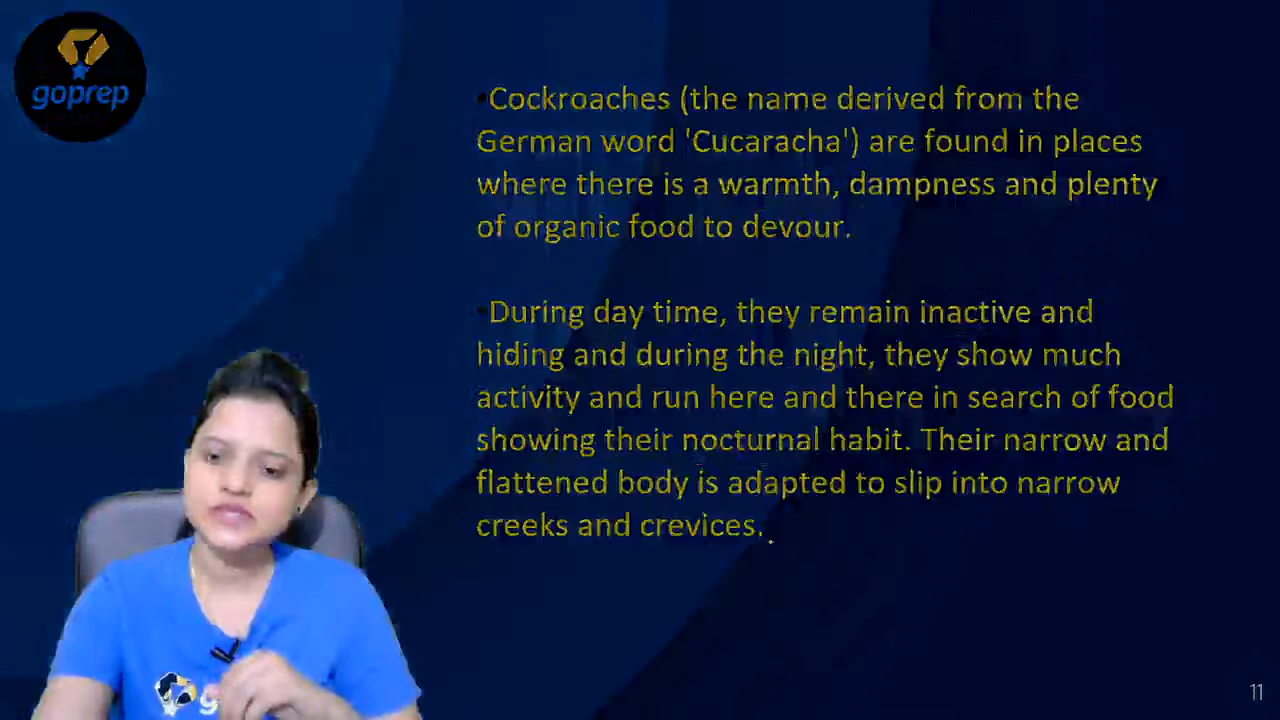 goprep
•Cockroaches (the name derived from the
German word 'Cucaracha') are found in places
where there is a warmth, dampness and plenty
of organic food to devour.
•During day time, they remain inactive and
hiding and during the night, they show much
activity and run here and there in search of food
showing their nocturnal habit. Their narrow and
flattened body is adapted to slip into narrow
creeks and crevices.
g
11